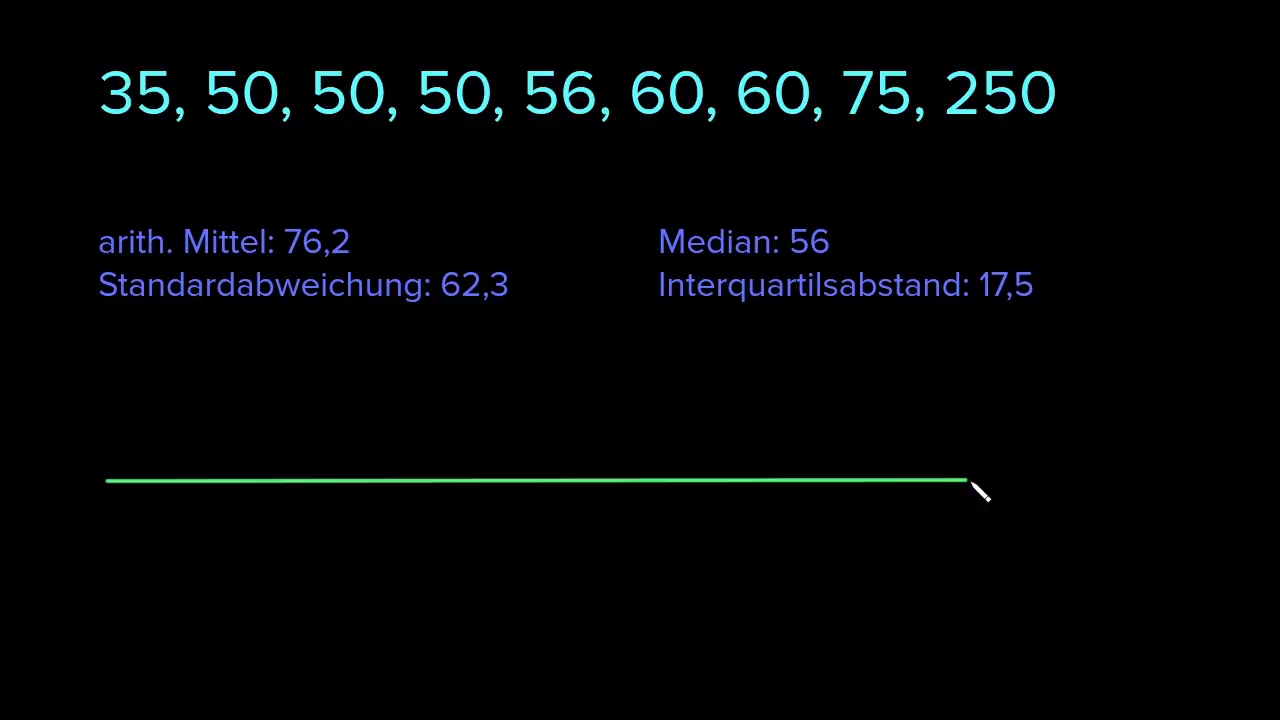 35, 50, 50, 50, 56, 60, 60, 75, 250
arith. Mittel: 76,2
Standardabweichung: 62,3
Median: 56
Interquartilsabstand: 17,5